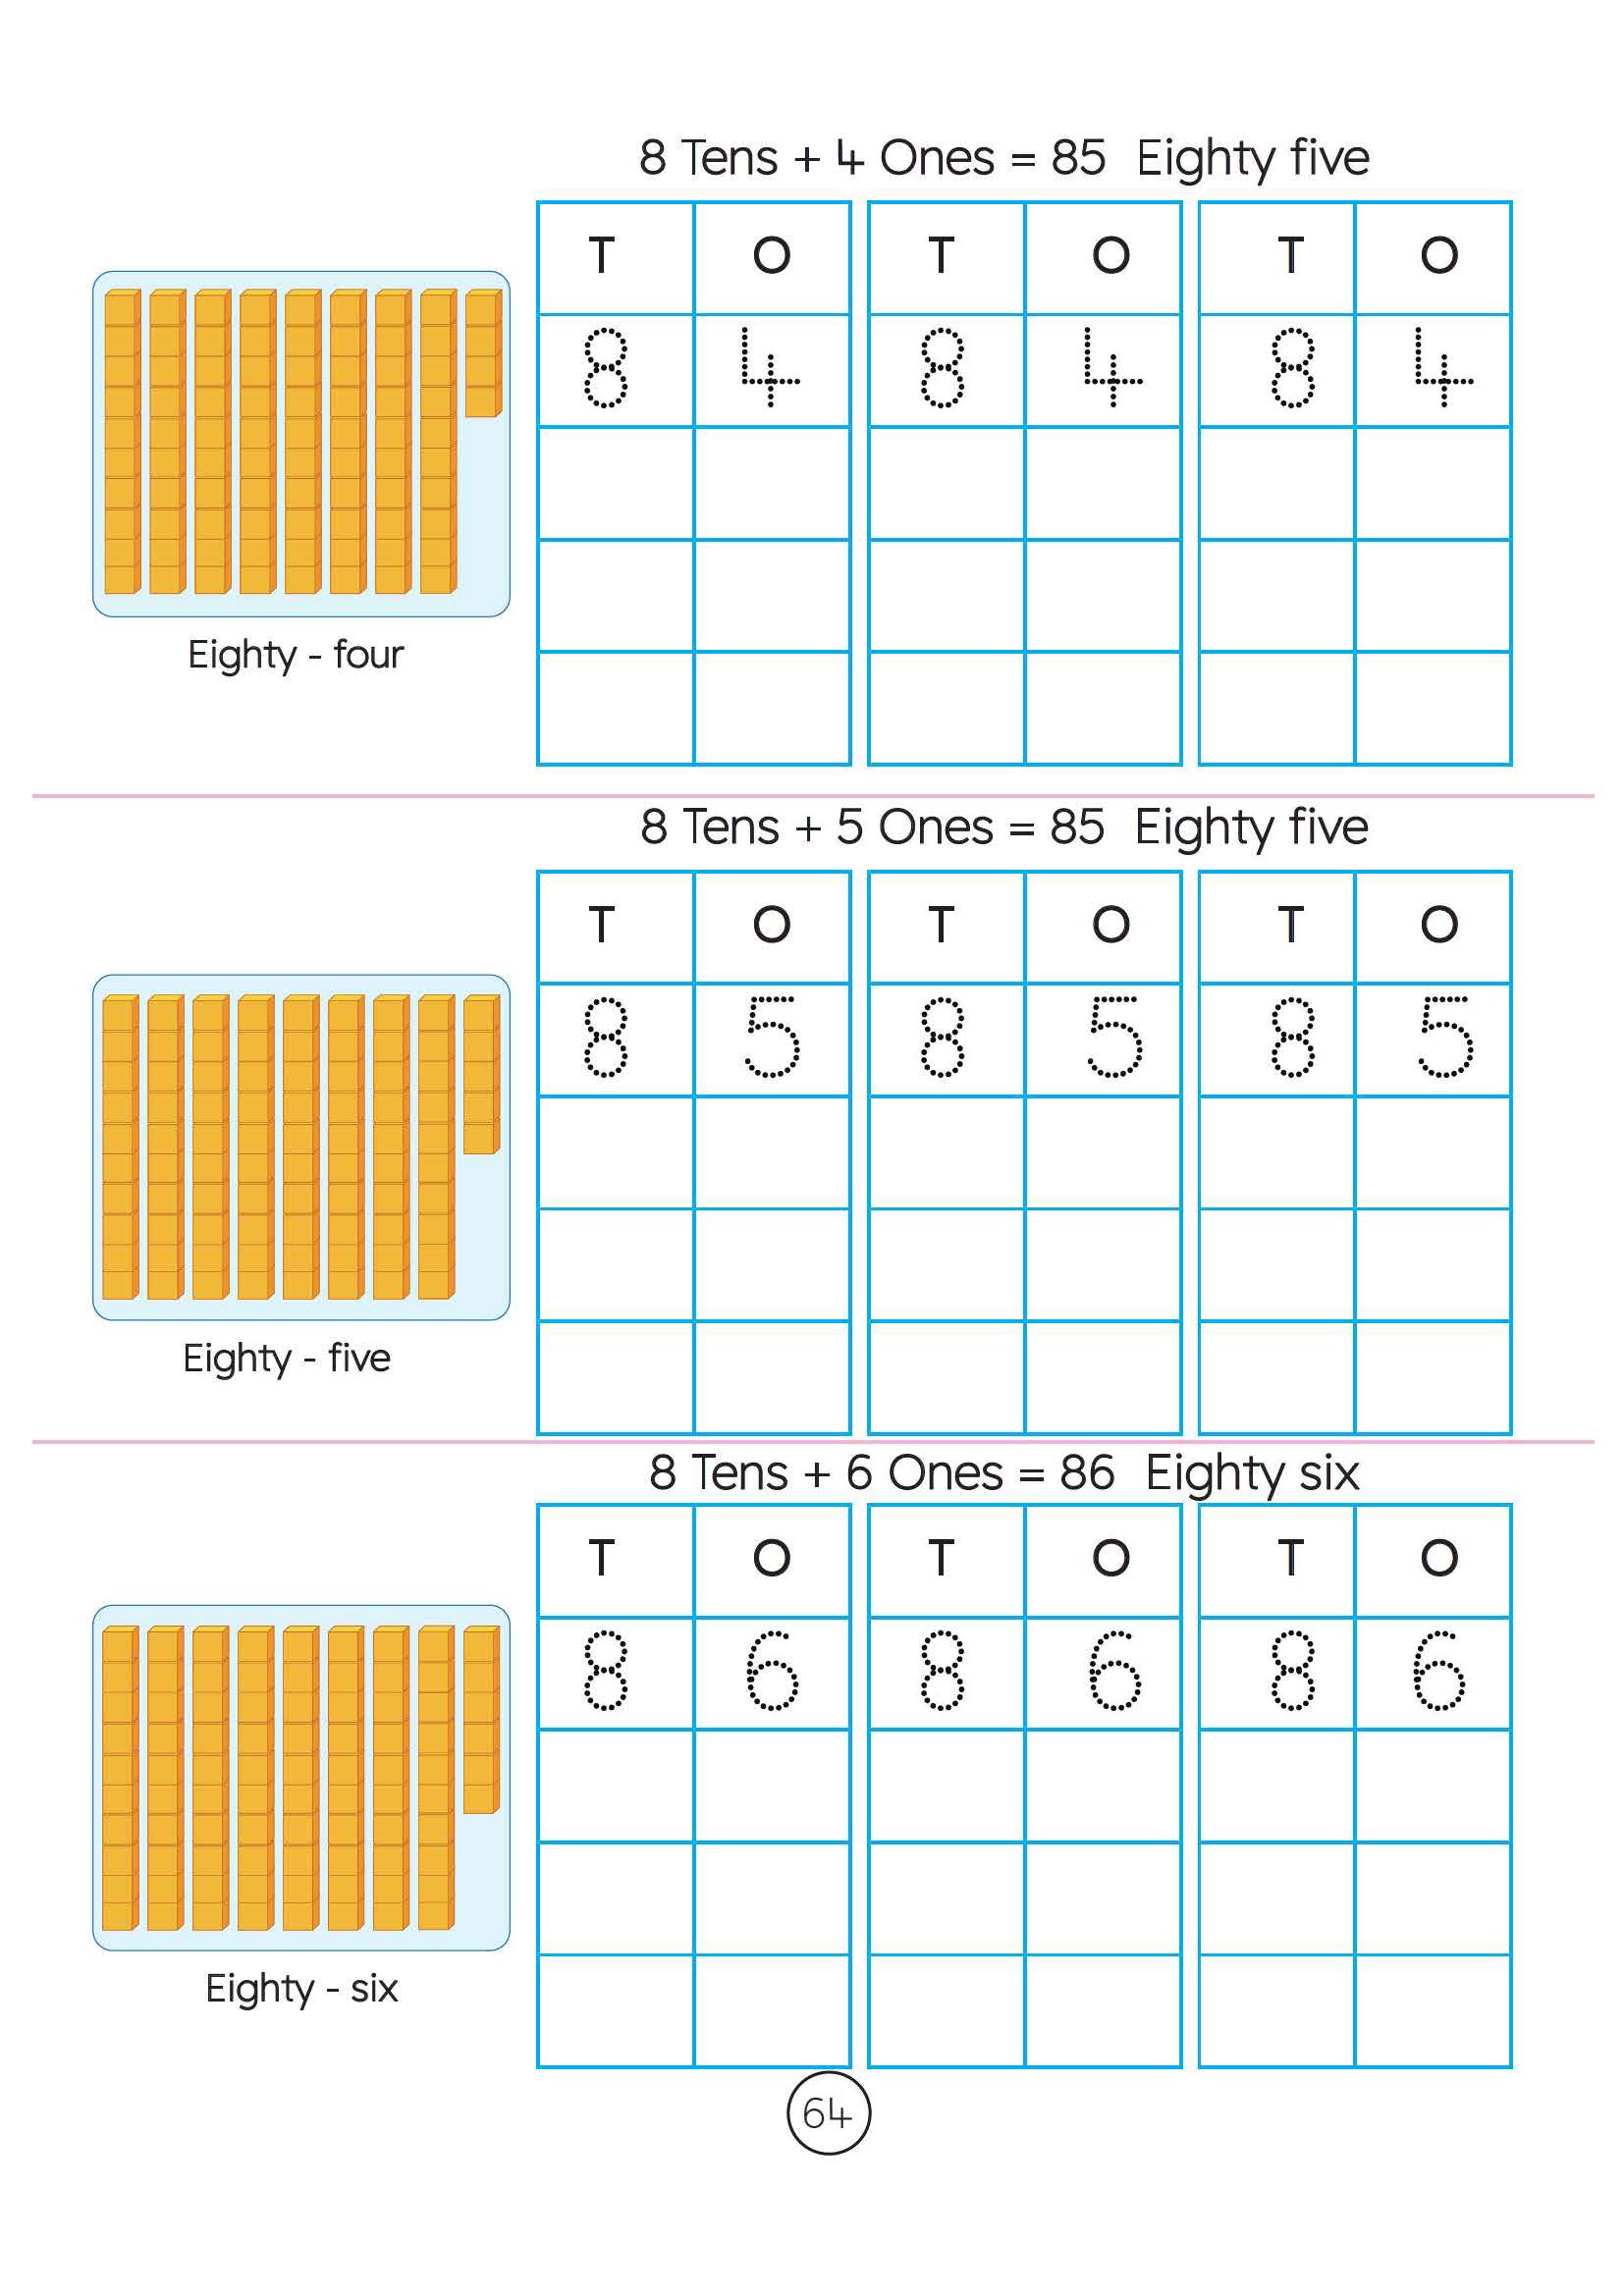 8 Tens + 4 Ones = 85 Eighty five
T O T O T O
8 4 8 4 8 4
Eighty - four
8 Tens + 5 Ones = 85 Eighty five
T O T O T O
8 5 8 5 8 5
Eighty - five
8 Tens + 6 Ones = 86 Eighty six
T O T O T O
8 6 8 6 8 6
Eighty - six
64